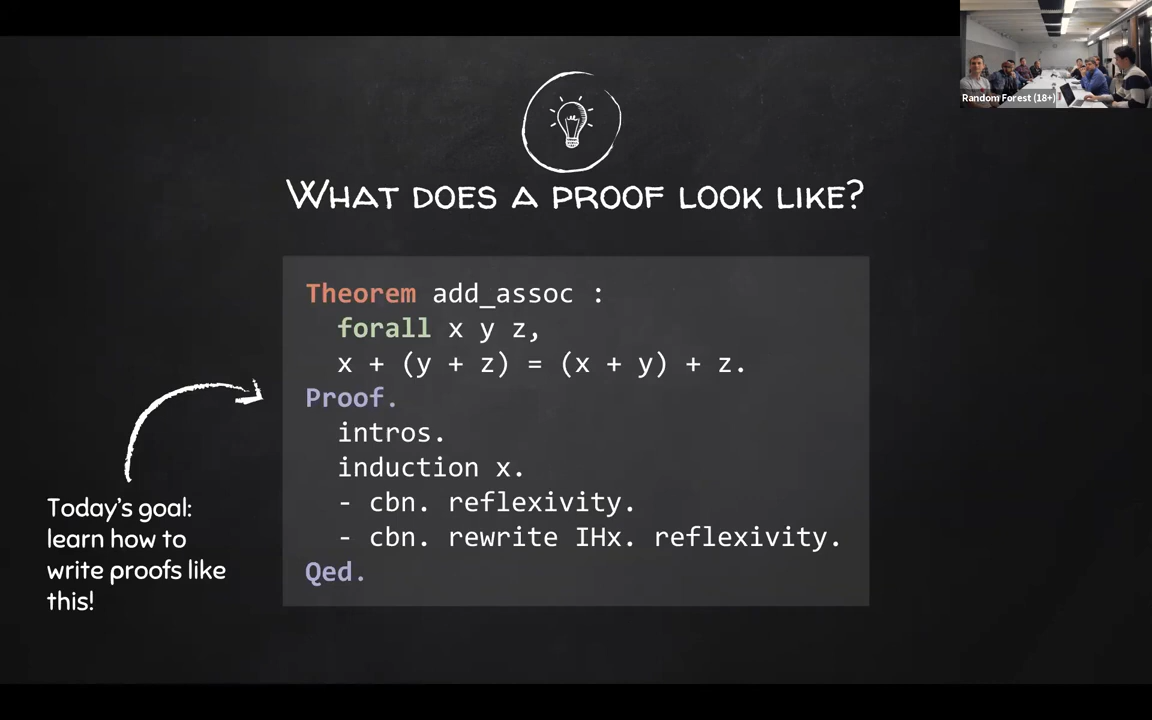 Random Forest (18+)
What does a proof look like?
Theorem add_assoc :
forall x y z,
x + (y + z) = (x + y) + z.
Proof.
intros.
induction x.
- cbn. reflexivity.
- cbn. rewrite IHx. reflexivity.
Qed.
Today's goal:
learn how to
write proofs like
this!